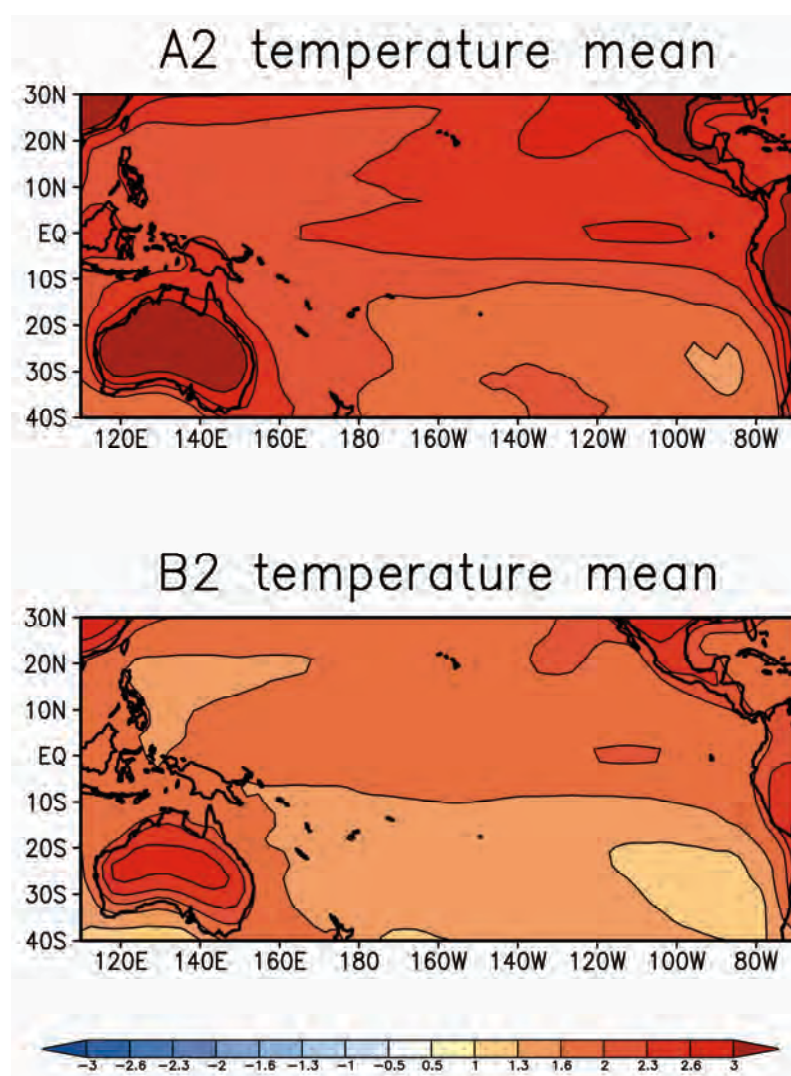 A2 temperature mean
30N
20N
10N
EQ
10S
20S
30S
40S
120E 140E 160E 180 160W 140W 120W 100W 80W
B2 temperature mean
30N
20N
10N
EQ
10S
20S
30S
40S
120E 140E 160E 180 160W 140W 120W 100W 80W
-3 -2.6 -2.3 -2 -1.6 -1.3 -1 -0.5 0.5 1 1.3 1.6 2 2.3 2.6 3